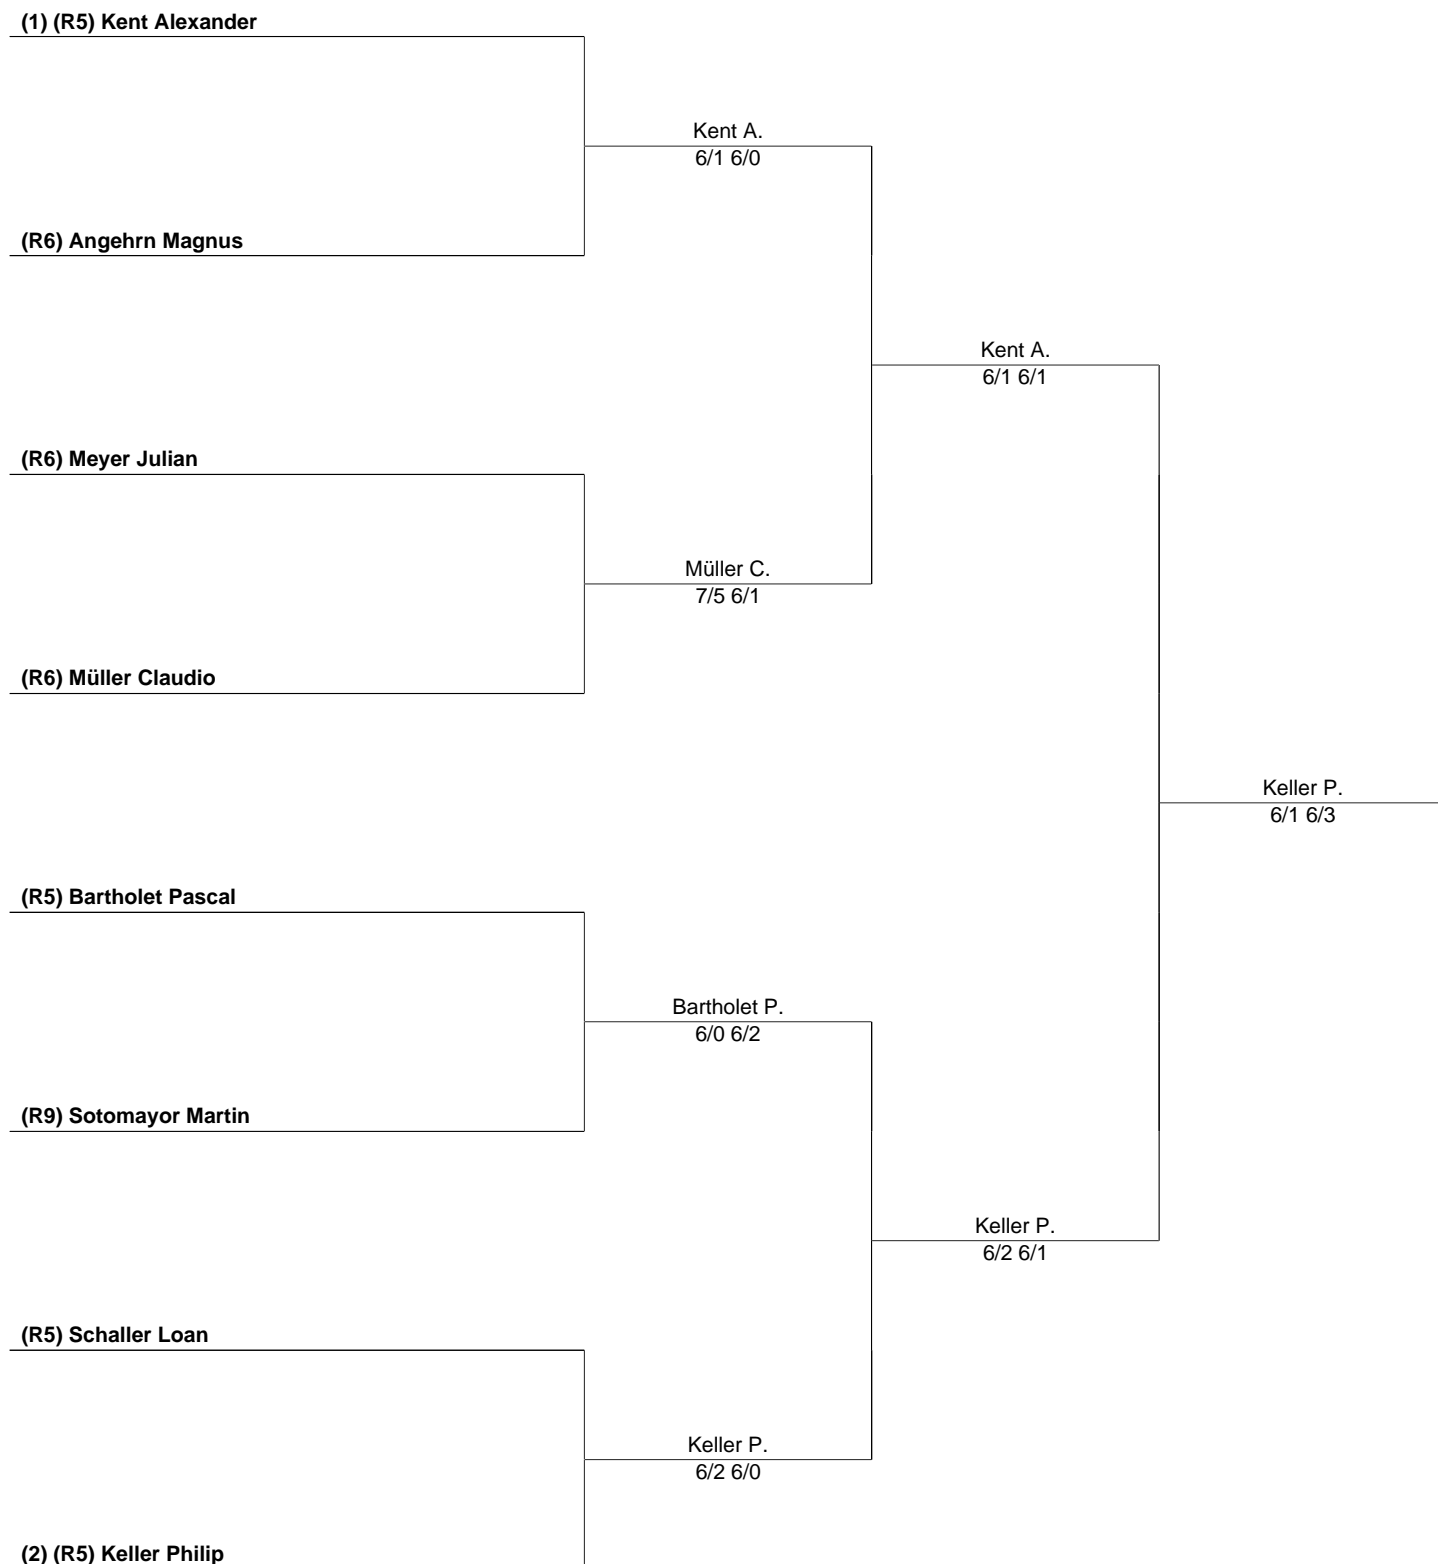 (1) (R5) Kent Alexander
Kent A.
6/1 6/0
(R6) Angehrn Magnus
Kent A.
6/1 6/1
(R6) Meyer Julian
Müller C.
7/5 6/1
(R6) Müller Claudio
Keller P.
6/1 6/3
(R5) Bartholet Pascal
Bartholet P.
6/0 6/2
(R9) Sotomayor Martin
Keller P.
6/2 6/1
(R5) Schaller Loan
Keller P.
6/2 6/0
(2) (R5) Keller Philip